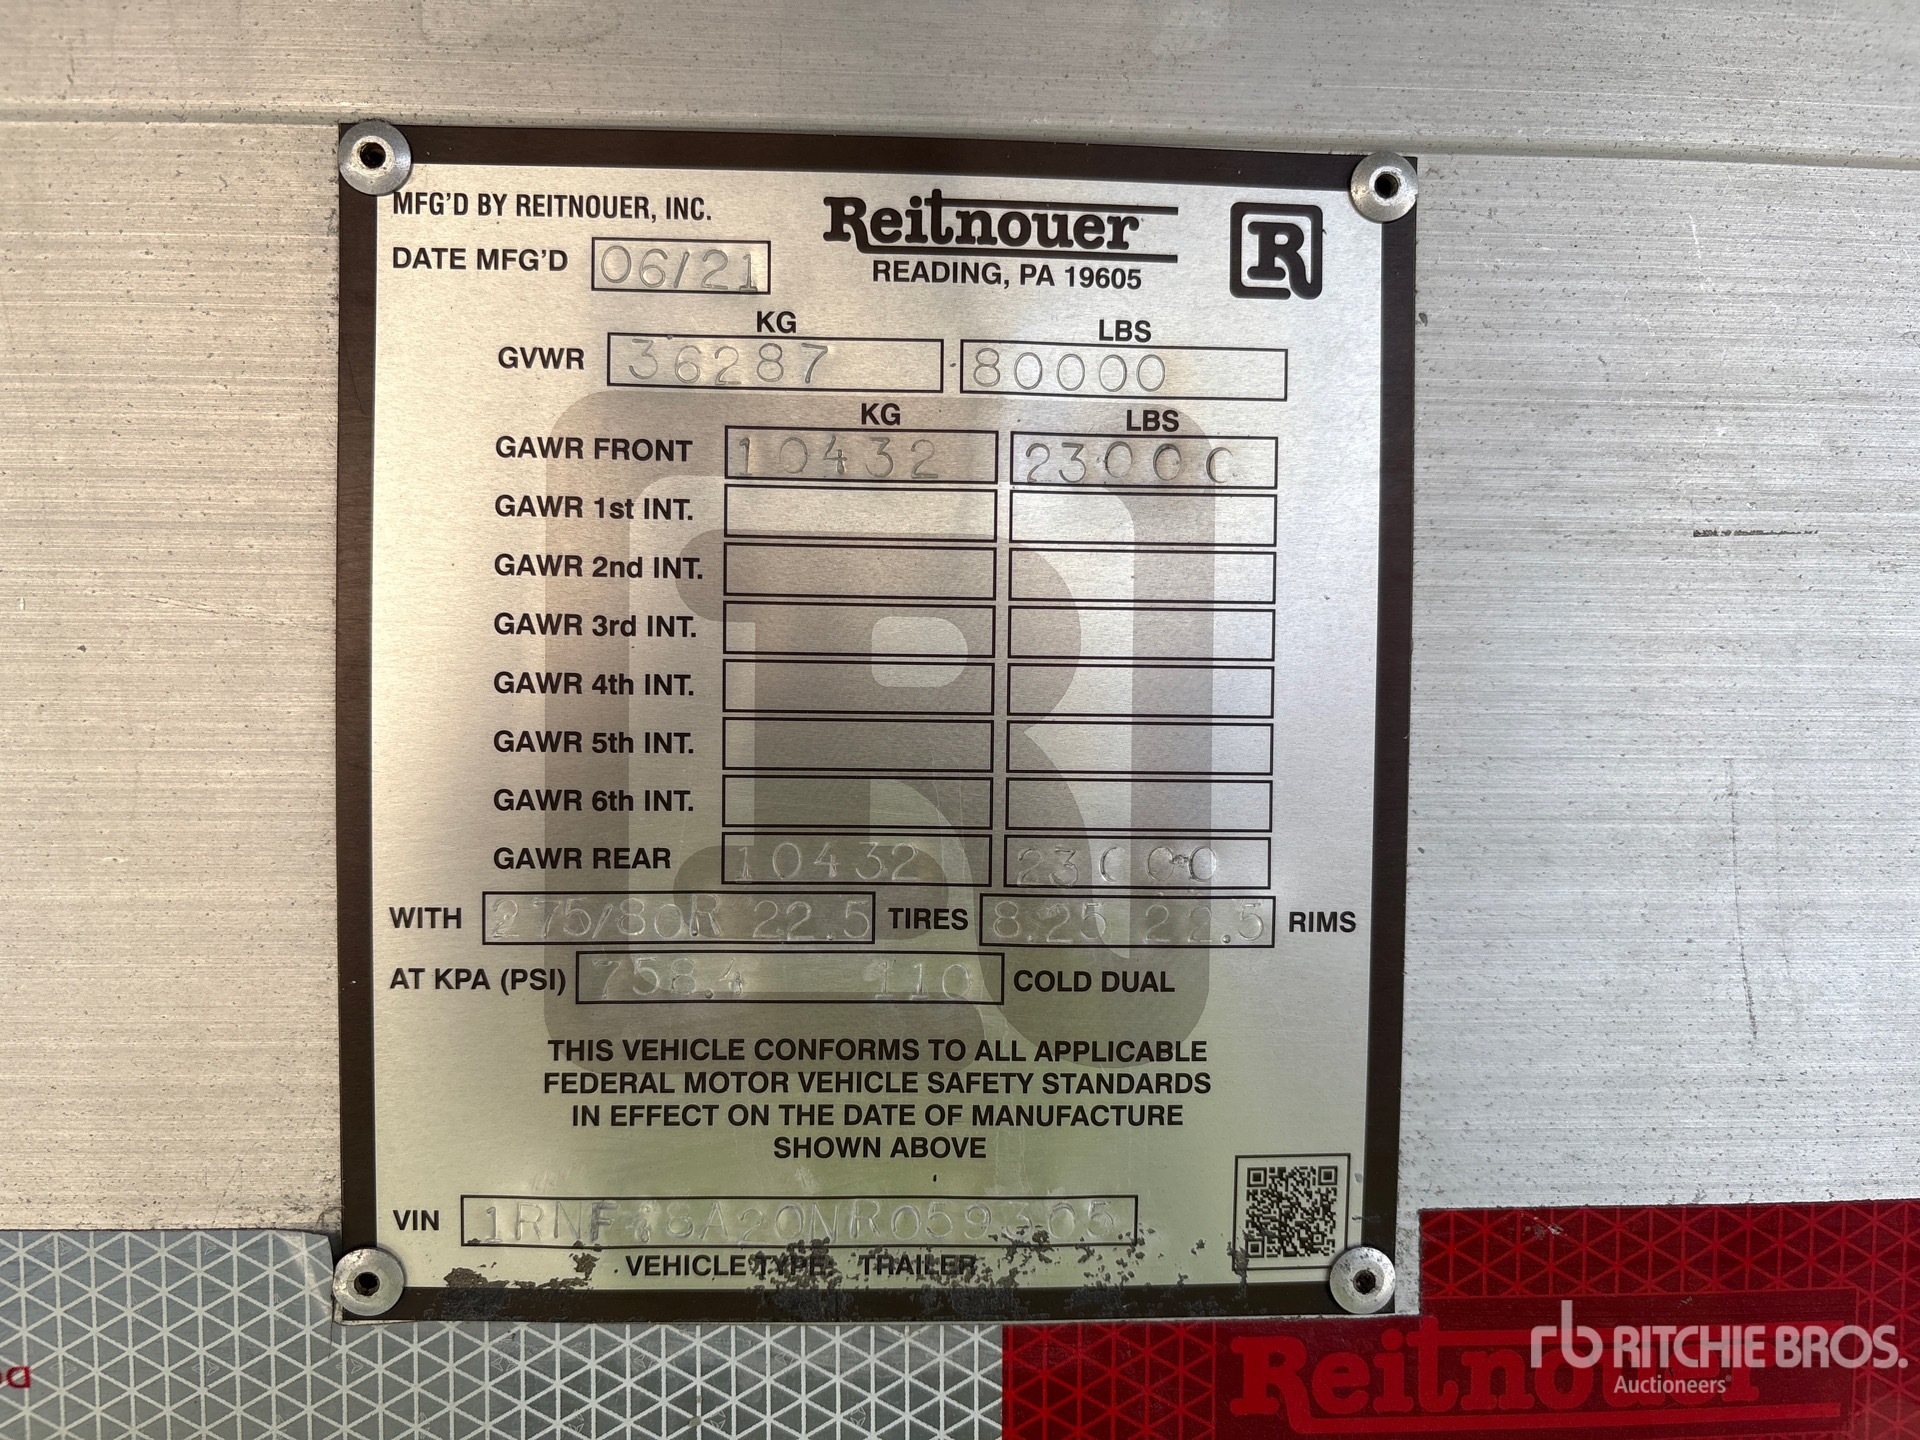 MFG'D BY REITNOUER, INC.
Reitnouer R
DATE MFG'D 06/21
READING, PA 19605
KG LBS
GVWR 36287 80000
KG LBS
GAWR FRONT 10432 23000
GAWR 1st INT.
GAWR 2nd INT.
GAWR 3rd INT.
GAWR 4th INT.
GAWR 5th INT.
GAWR 6th INT.
GAWR REAR 10432 23000
WITH 275/80R 22.5 TIRES 8.25 22.5 RIMS
AT KPA (PSI) 758.4 110 COLD DUAL
THIS VEHICLE CONFORMS TO ALL APPLICABLE
FEDERAL MOTOR VEHICLE SAFETY STANDARDS
IN EFFECT ON THE DATE OF MANUFACTURE
SHOWN ABOVE
VIN
VEHICLE TYPE: TRAILER
Reitnouer
rb RITCHIE BROS.
Auctioneers